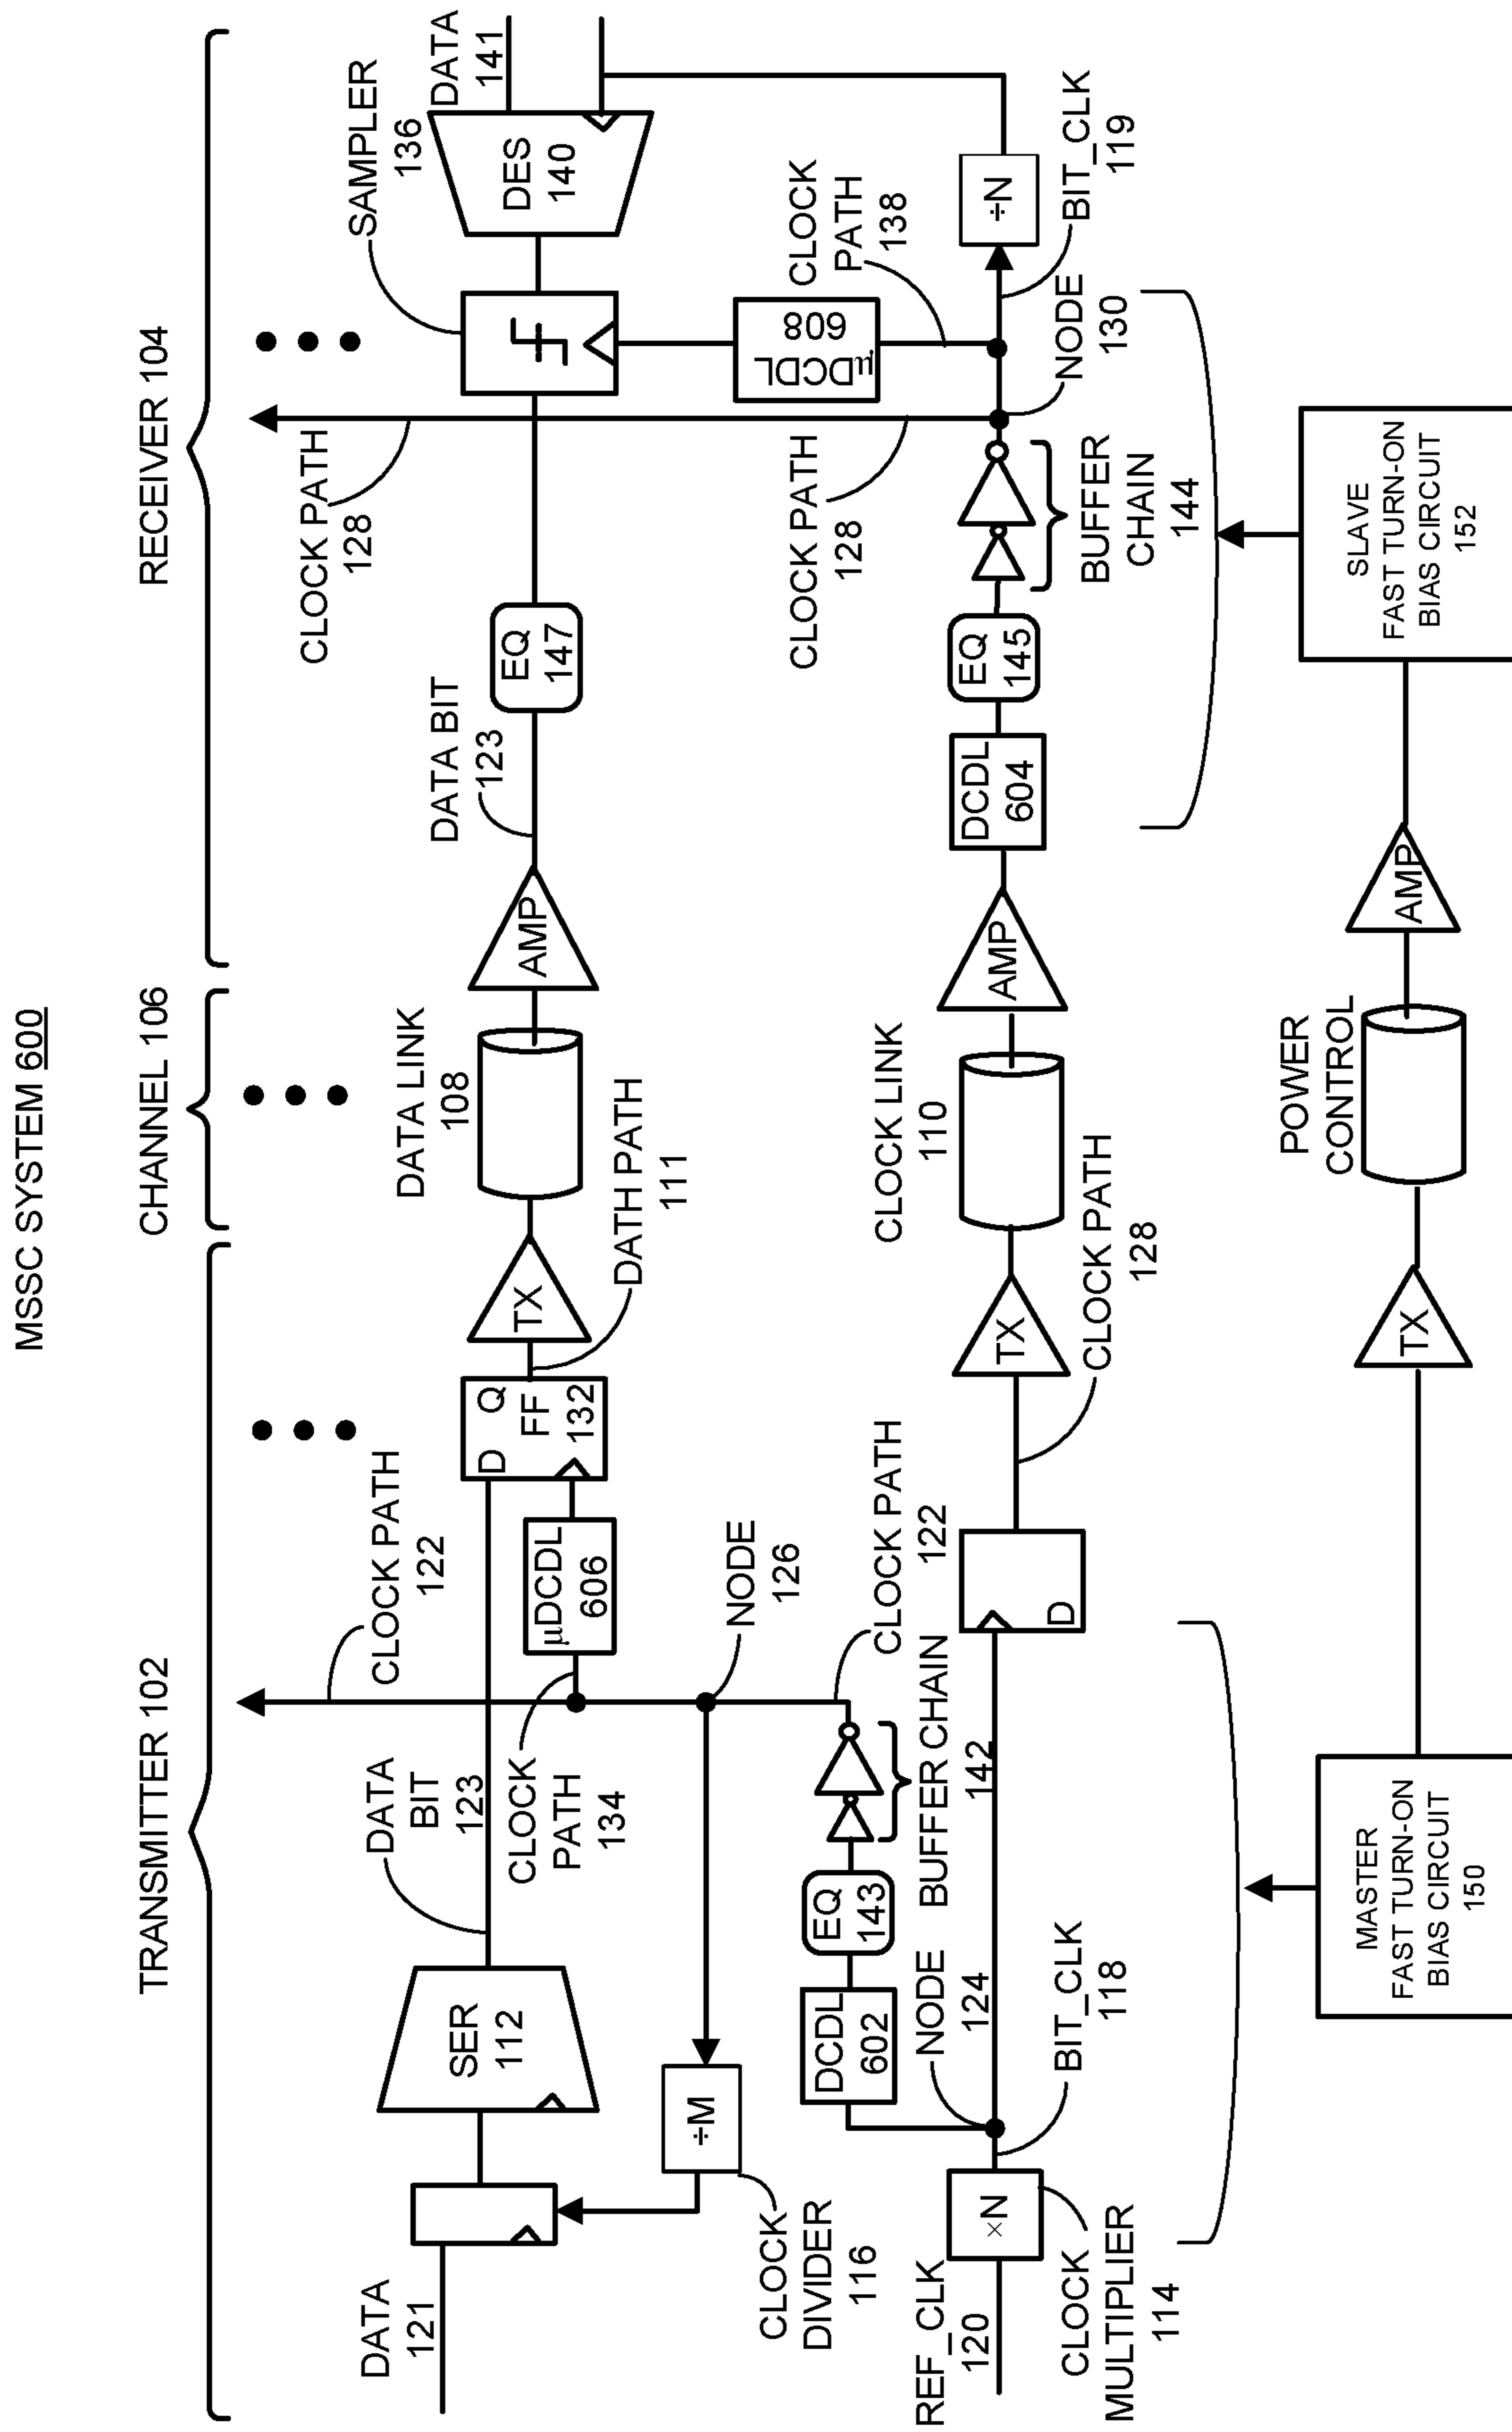 MSSC SYSTEM 600
TRANSMITTER 102
CHANNEL 106
RECEIVER 104
DATA
121
SER
112
DATA
BIT
123
CLOCK PATH
122
CLOCK
PATH
134
μDCDL
606
D Q
FF
132
TX
DATH PATH
111
DATA LINK
108
AMP
DATA BIT
123
EQ
147
CLOCK PATH
128
SAMPLER
136
DES
140
DATA
141
÷M
CLOCK
DIVIDER
116
NODE
126
DCDL
602
EQ
143
BUFFER CHAIN
142
CLOCK PATH
122
REF_CLK
120
×N
CLOCK
MULTIPLIER
114
NODE
124
BIT_CLK
118
D
TX
CLOCK PATH
128
CLOCK LINK
110
AMP
DCDL
604
EQ
145
BUFFER
CHAIN
144
CLOCK PATH
128
NODE
130
μDCDL
608
CLOCK
PATH
138
÷N
BIT_CLK
119
MASTER
FAST TURN-ON
BIAS CIRCUIT
150
TX
POWER
CONTROL
AMP
SLAVE
FAST TURN-ON
BIAS CIRCUIT
152